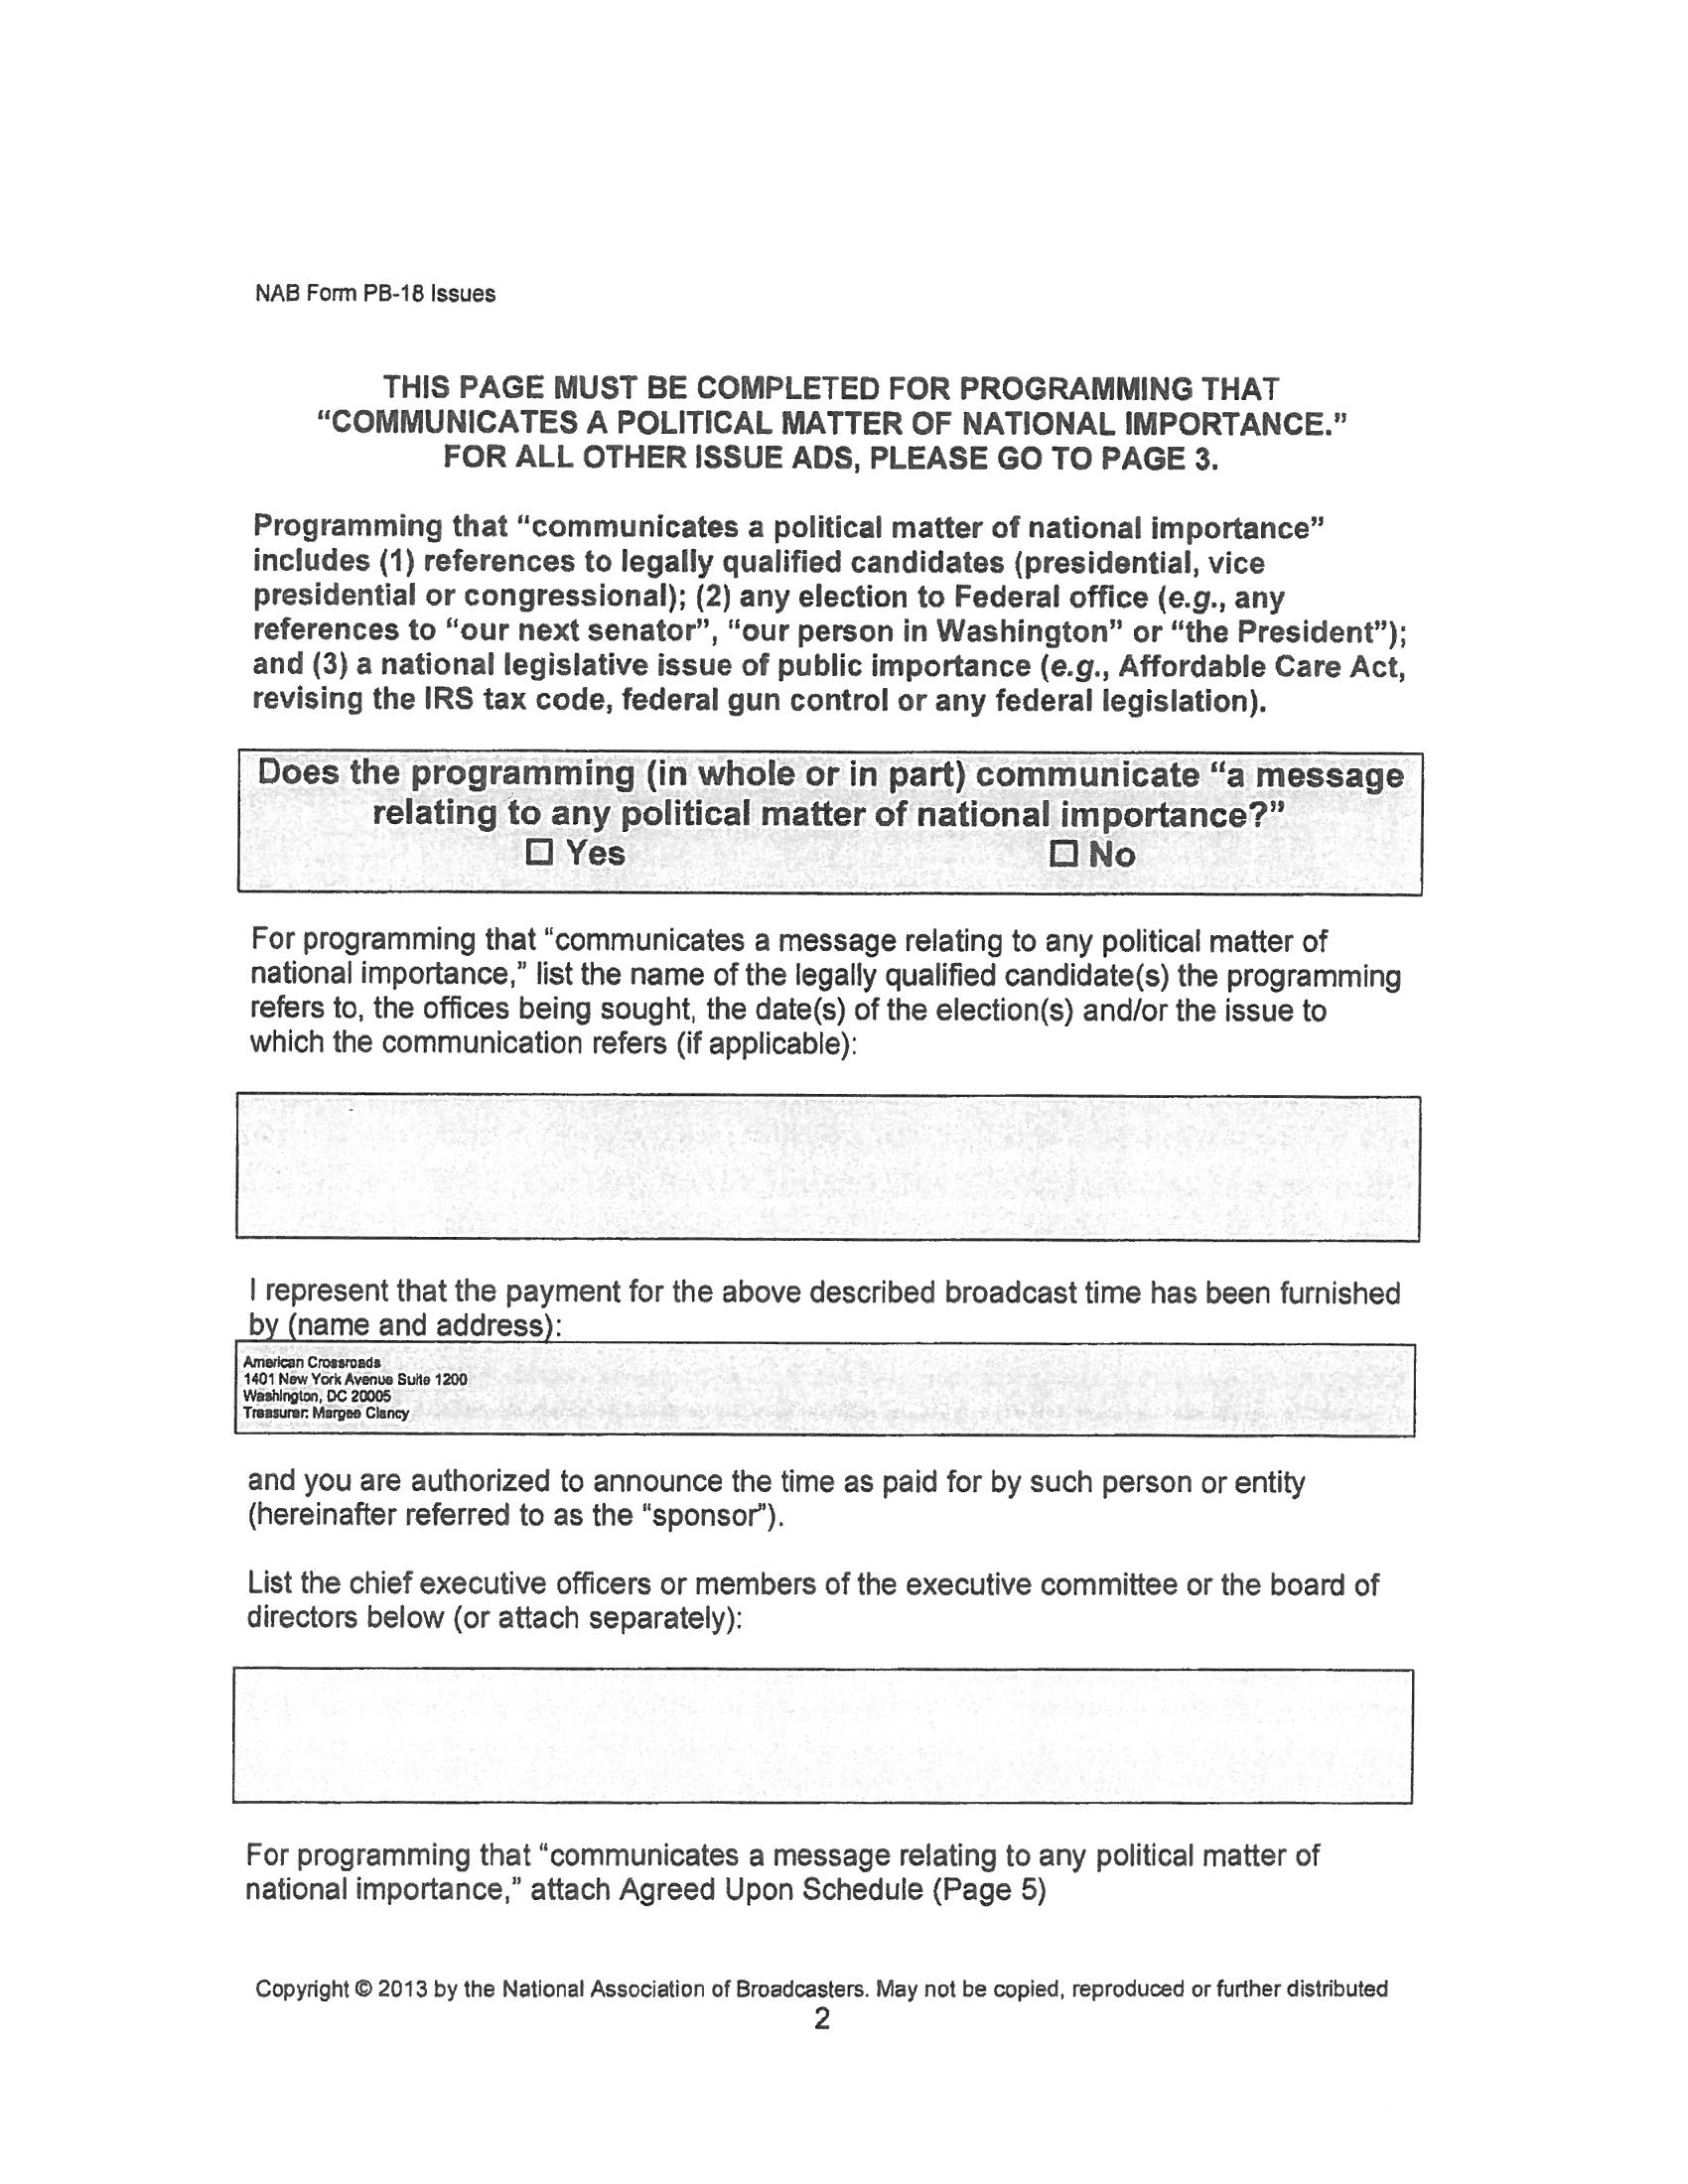 NAB Form PB-18 Issues
THIS PAGE MUST BE COMPLETED FOR PROGRAMMING THAT
“COMMUNICATES A POLITICAL MATTER OF NATIONAL IMPORTANCE.”
FOR ALL OTHER ISSUE ADS, PLEASE GO TO PAGE 3.
Programming that “communicates a political matter of national importance”
includes (1) references to legally qualified candidates (presidential, vice
presidential or congressional); (2) any election to Federal office (e.g., any
references to “our next senator”, “our person in Washington” or “the President”);
and (3) a national legislative issue of public importance (e.g., Affordable Care Act,
revising the IRS tax code, federal gun control or any federal legislation).
Does the programming (in whole or in part) communicate “a message
relating to any political matter of national importance?”
☐ Yes ☐ No
For programming that “communicates a message relating to any political matter of
national importance,” list the name of the legally qualified candidate(s) the programming
refers to, the offices being sought, the date(s) of the election(s) and/or the issue to
which the communication refers (if applicable):
I represent that the payment for the above described broadcast time has been furnished
by (name and address):
American Crossroads
1401 New York Avenue Suite 1200
Washington, DC 20005
Treasurer: Margee Clancy
and you are authorized to announce the time as paid for by such person or entity
(hereinafter referred to as the “sponsor”).
List the chief executive officers or members of the executive committee or the board of
directors below (or attach separately):
For programming that “communicates a message relating to any political matter of
national importance,” attach Agreed Upon Schedule (Page 5)
Copyright © 2013 by the National Association of Broadcasters. May not be copied, reproduced or further distributed
2